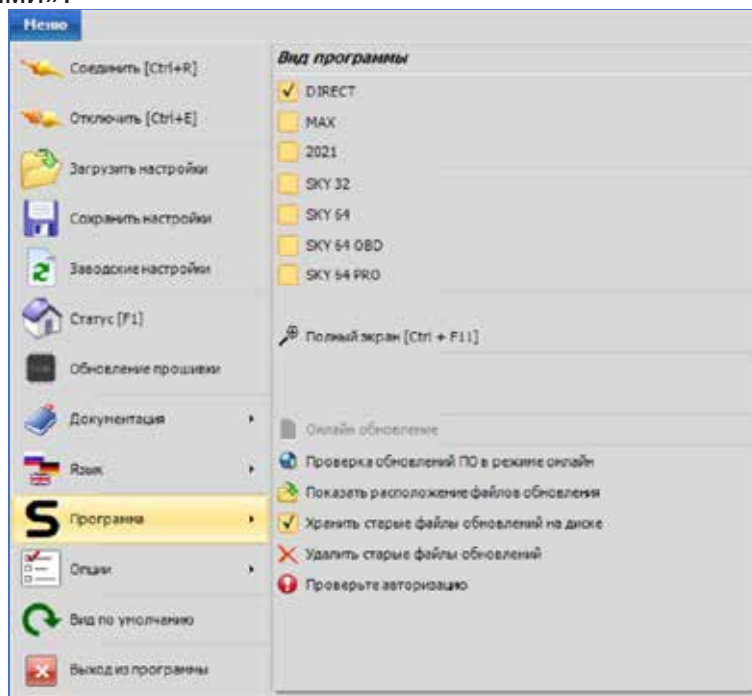 Меню
Соединить [Ctrl+R]
Отключить [Ctrl+E]
Загрузить настройки
Сохранить настройки
Заводские настройки
Статус [F1]
Обновление прошивки
Документация
Язык
Программа
Опции
Вид по умолчанию
Выход из программы
Вид программы
DIRECT
MAX
2021
SKY 32
SKY 64
SKY 64 OBD
SKY 64 PRO
Полный экран [Ctrl + F11]
Онлайн обновление
Проверка обновлений ПО в режиме онлайн
Показать расположение файлов обновления
Хранить старые файлы обновлений на диске
Удалить старые файлы обновлений
Проверьте авторизацию